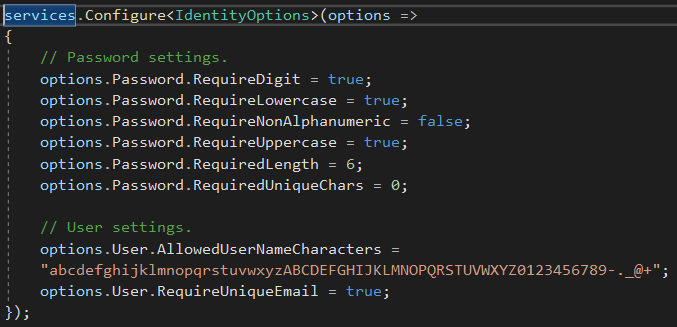 services.Configure<IdentityOptions>(options =>
{
// Password settings.
options.Password.RequireDigit = true;
options.Password.RequireLowercase = true;
options.Password.RequireNonAlphanumeric = false;
options.Password.RequireUppercase = true;
options.Password.RequiredLength = 6;
options.Password.RequiredUniqueChars = 0;
// User settings.
options.User.AllowedUserNameCharacters =
"abcdefghijklmnopqrstuvwxyzABCDEFGHIJKLMNOPQRSTUVWXYZ0123456789-._@+";
options.User.RequireUniqueEmail = true;
});